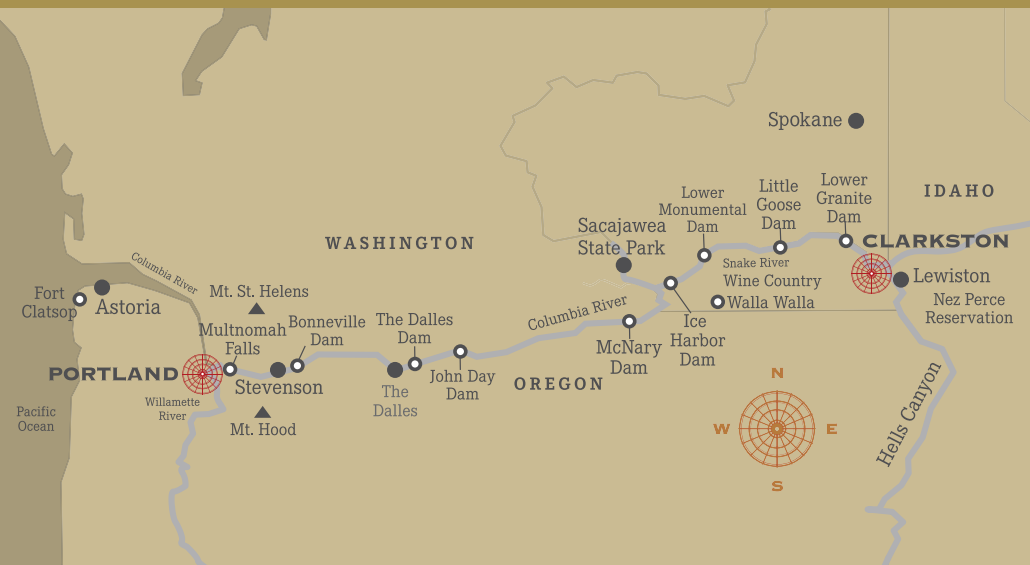 Spokane
Lower
Granite
Dam
Little
Goose
Dam
Lower
Monumental
Dam
IDAHO
Sacajawea
State Park
WASHINGTON
CLARKSTON
Columbia River
Snake River
Wine Country
Lewiston
Fort
Clatsop
Astoria
Mt. St. Helens
Walla Walla
Nez Perce
Reservation
Columbia River
Multnomah
Falls
Bonneville
Dam
The Dalles
Dam
Ice
Harbor
Dam
McNary
Dam
PORTLAND
Stevenson
John Day
Dam
OREGON
The
Dalles
Willamette
River
Pacific
Ocean
Mt. Hood
Hells Canyon
N
W
E
S